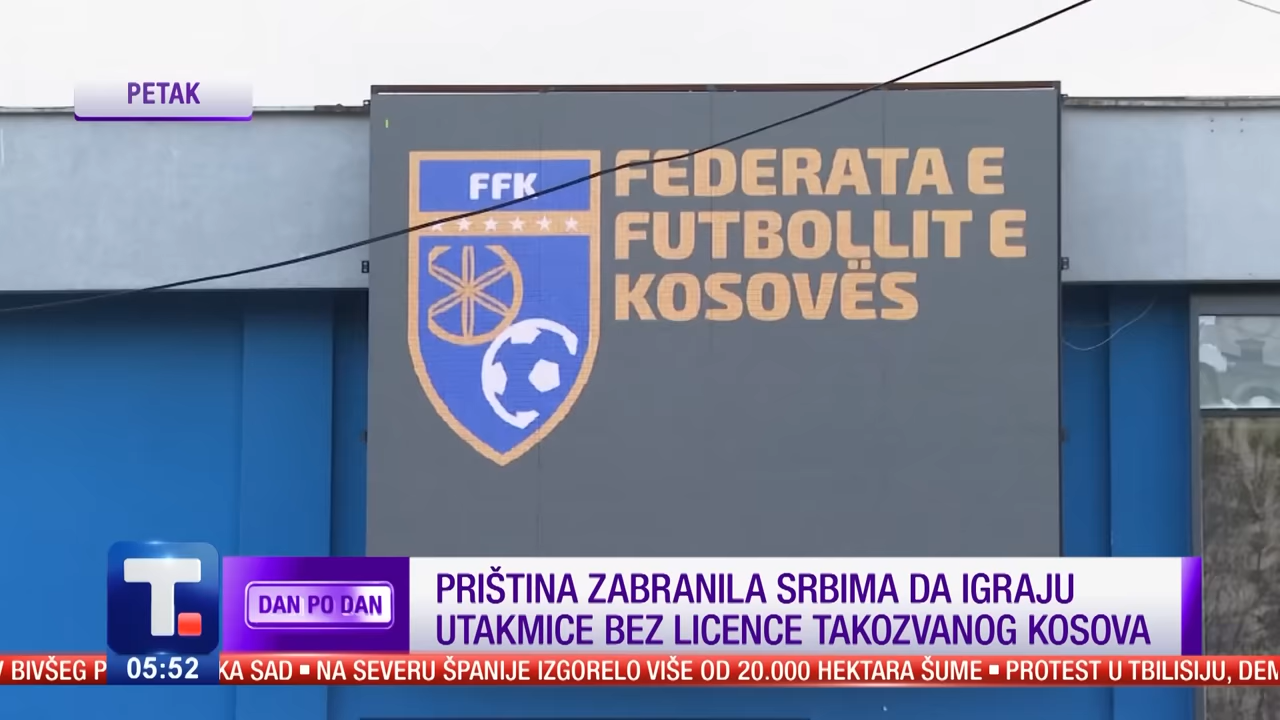 PETAK
FFK
FEDERATA E
FUTBOLLIT E
KOSOVËS
T.
DAN PO DAN
PRIŠTINA ZABRANILA SRBIMA DA IGRAJU
UTAKMICE BEZ LICENCE TAKOZVANOG KOSOVA
05:52
V BIVŠEG P KA SAD ▪ NA SEVERU ŠPANIJE IZGORELO VIŠE OD 20.000 HEKTARA ŠUME ▪ PROTEST U TBILISIJU, DEM